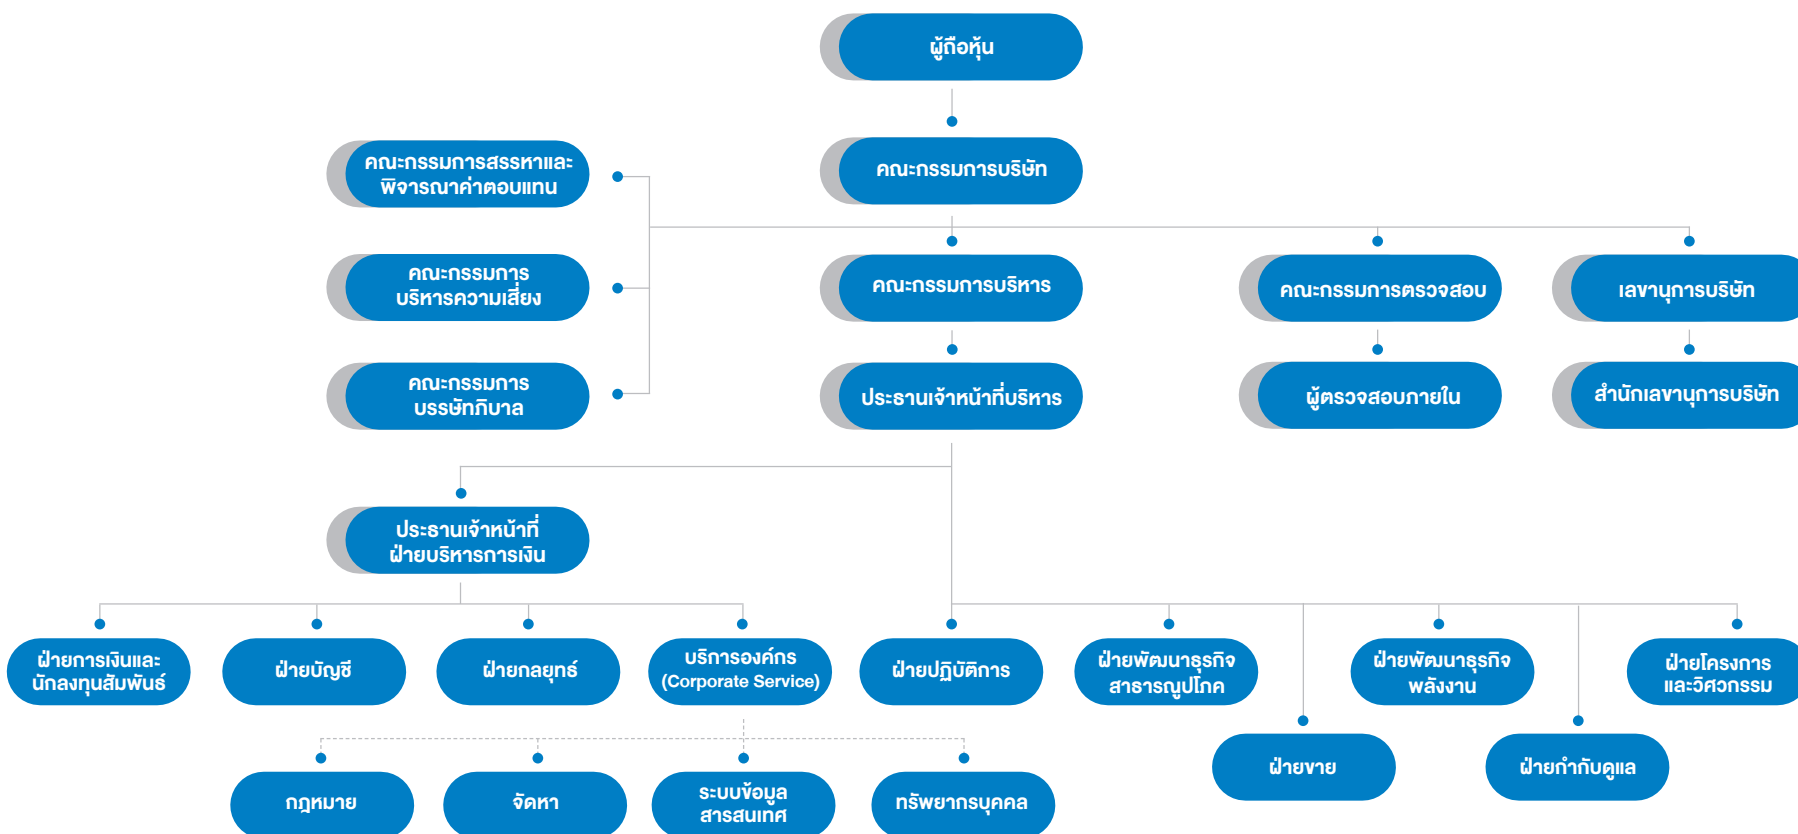 ผู้ถือหุ้น
คณะกรรมการบริษัท
คณะกรรมการสรรหาและ
พิจารณาค่าตอบแทน
คณะกรรมการ
บริหารความเสี่ยง
คณะกรรมการ
บรรษัทภิบาล
คณะกรรมการบริหาร
คณะกรรมการตรวจสอบ
เลขานุการบริษัท
ประธานเจ้าหน้าที่บริหาร
ผู้ตรวจสอบภายใน
สำนักเลขานุการบริษัท
ประธานเจ้าหน้าที่
ฝ่ายบริหารการเงิน
ฝ่ายการเงินและ
นักลงทุนสัมพันธ์
ฝ่ายบัญชี
ฝ่ายกลยุทธ์
บริการองค์กร
(Corporate Service)
ฝ่ายปฏิบัติการ
ฝ่ายพัฒนาธุรกิจ
สาธารณูปโภค
ฝ่ายพัฒนาธุรกิจ
พลังงาน
ฝ่ายโครงการ
และวิศวกรรม
ฝ่ายขาย
ฝ่ายกำกับดูแล
กฎหมาย
จัดหา
ระบบข้อมูล
สารสนเทศ
ทรัพยากรบุคคล